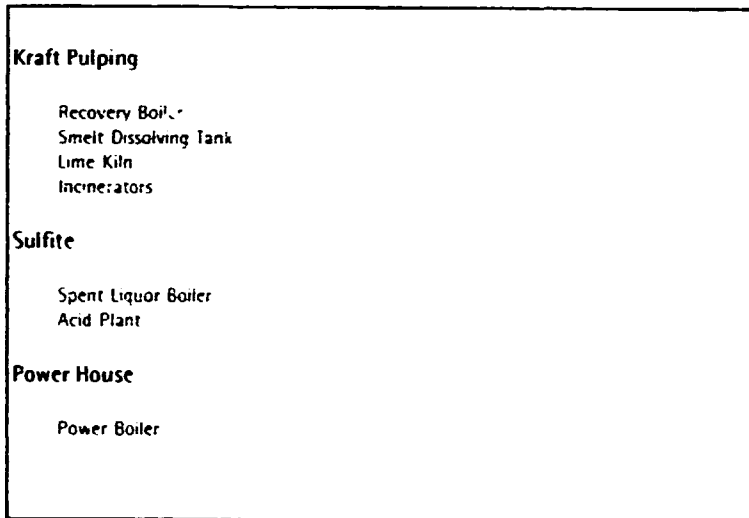 Kraft Pulping
Recovery Boiler
Smelt Dissolving Tank
Lime Kiln
Incinerators
Sulfite
Spent Liquor Boiler
Acid Plant
Power House
Power Boiler